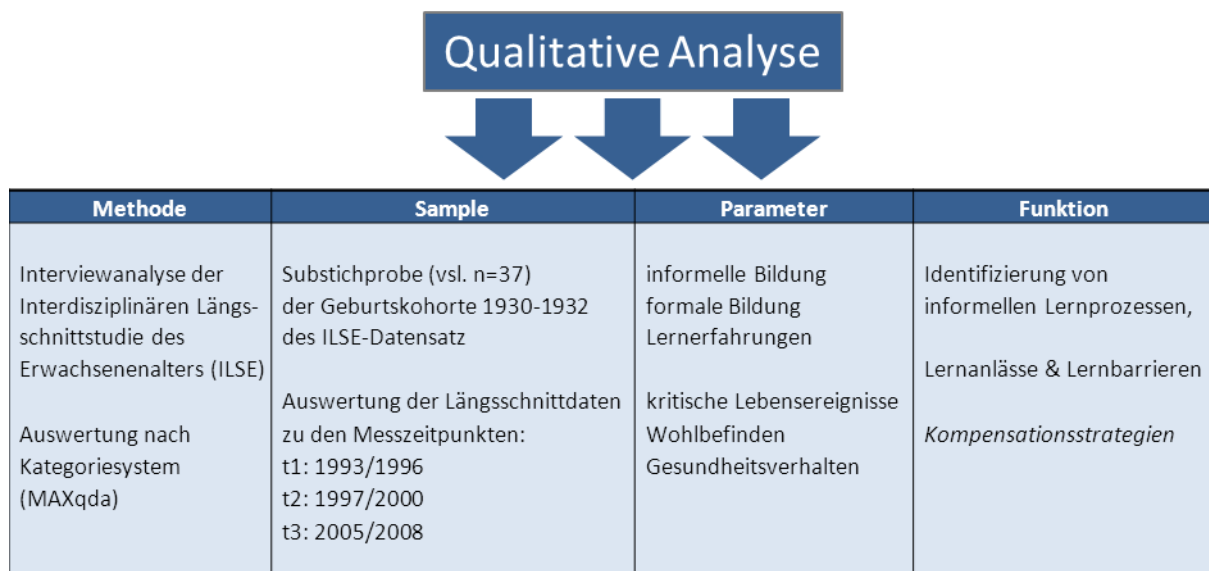 Qualitative Analyse
Methode
Interviewanalyse der
Interdisziplinären Längs-
schnittstudie des
Erwachsenenalters (ILSE)
Auswertung nach
Kategoriesystem
(MAXqda)
Sample
Substichprobe (vsl. n=37)
der Geburtskohorte 1930-1932
des ILSE-Datensatz
Auswertung der Längsschnittdaten
zu den Messzeitpunkten:
t1: 1993/1996
t2: 1997/2000
t3: 2005/2008
Parameter
informelle Bildung
formale Bildung
Lernerfahrungen
kritische Lebensereignisse
Wohlbefinden
Gesundheitsverhalten
Funktion
Identifizierung von
informellen Lernprozessen,
Lernanlässe & Lernbarrieren
Kompensationsstrategien